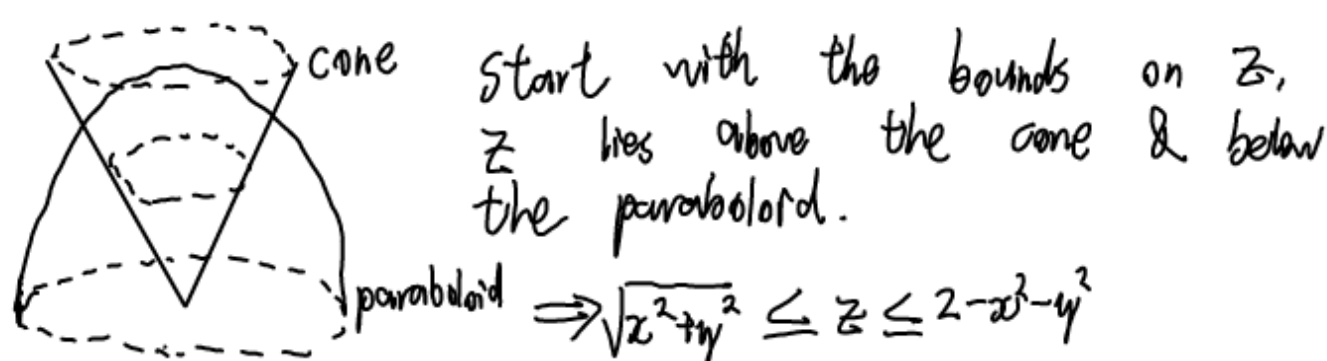 cone
start with the bounds on z,
z lies above the cone & below
the paraboloid.
paraboloid ⇒ √(x²+y²) ≤ z ≤ 2-x²-y²